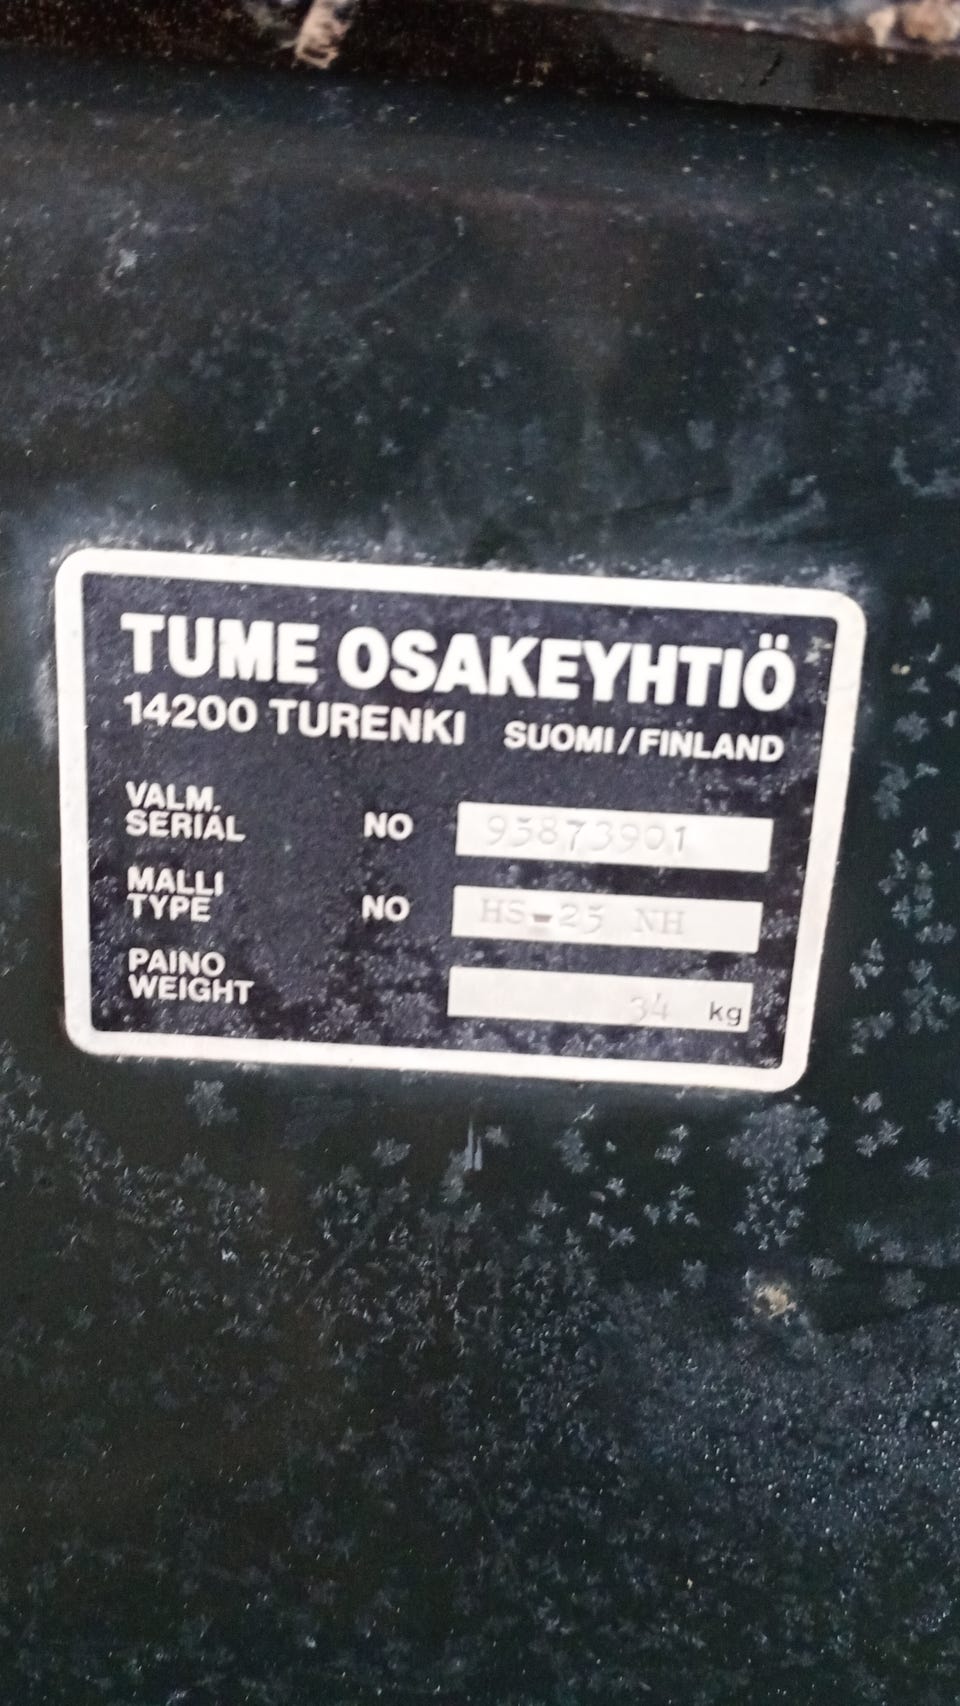 TUME OSAKEYHTIÖ
14200 TURENKI SUOMI/FINLAND
VALM.
SERIAL NO 95873901
MALLI
TYPE NO HS-25 NH
PAINO
WEIGHT 34 kg